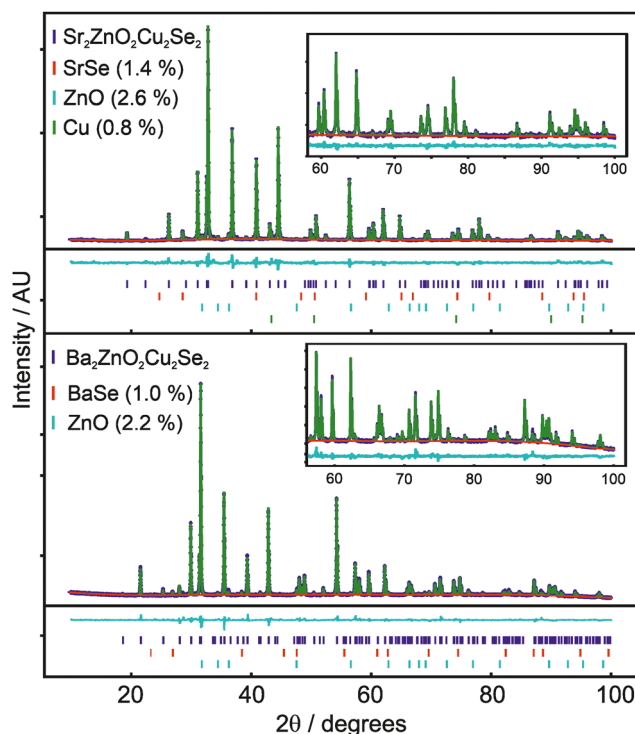 Sr₂ZnO₂Cu₂Se₂
SrSe (1.4 %)
ZnO (2.6 %)
Cu (0.8 %)
60 70 80 90 100
Ba₂ZnO₂Cu₂Se₂
BaSe (1.0 %)
ZnO (2.2 %)
60 70 80 90 100
Intensity / AU
20 40 60 80 100
2θ / degrees